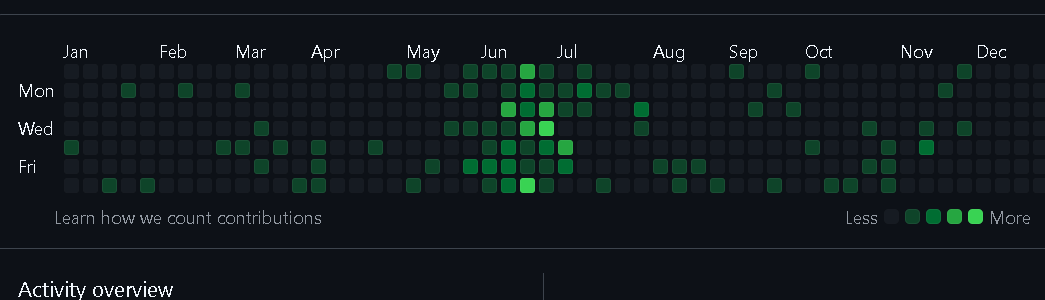 Jan Feb Mar Apr May Jun Jul Aug Sep Oct Nov Dec
Mon
Wed
Fri
Learn how we count contributions Less More
Activity overview